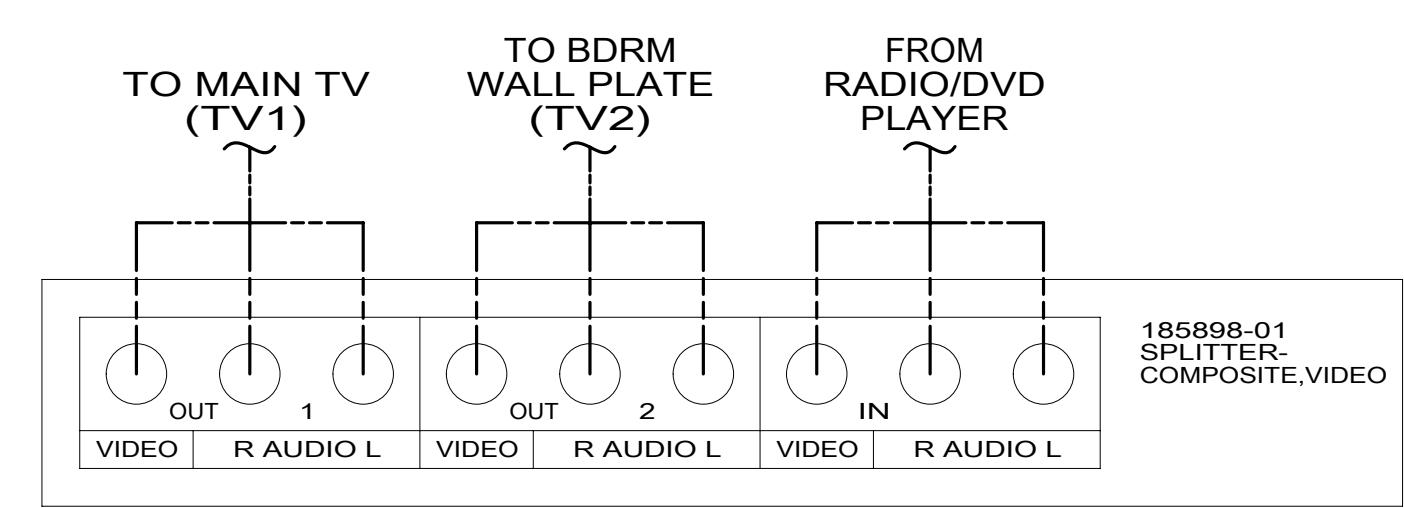 TO MAIN TV
(TV1)
TO BDRM
WALL PLATE
(TV2)
FROM
RADIO/DVD
PLAYER
185898-01
SPLITTER-
COMPOSITE,VIDEO
OUT 1
OUT 2
IN
VIDEO R AUDIO L VIDEO R AUDIO L VIDEO R AUDIO L